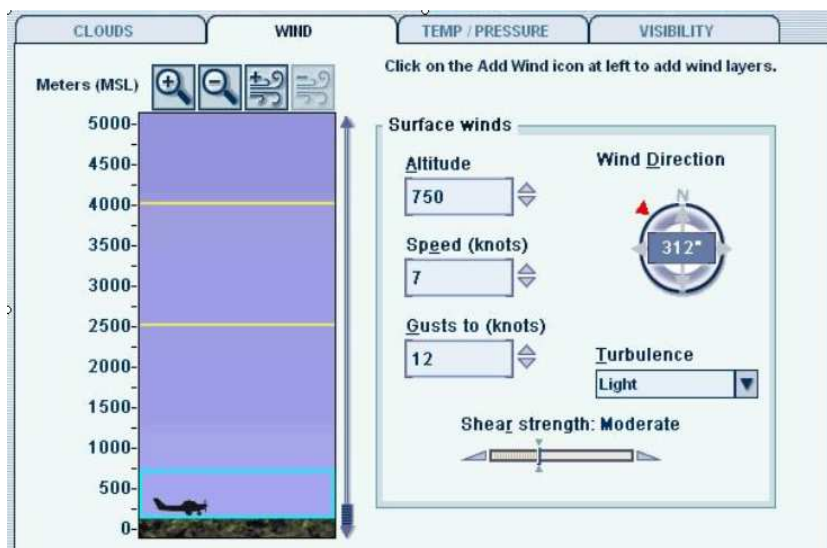 CLOUDS
WIND
TEMP / PRESSURE
VISIBILITY
Meters (MSL)
Click on the Add Wind icon at left to add wind layers.
5000-
4500-
4000-
3500-
3000-
2500-
2000-
1500-
1000-
500-
0-
Surface winds
Altitude
750
Speed (knots)
7
Gusts to (knots)
12
Wind Direction
N
312°
Turbulence
Light
Shear strength: Moderate